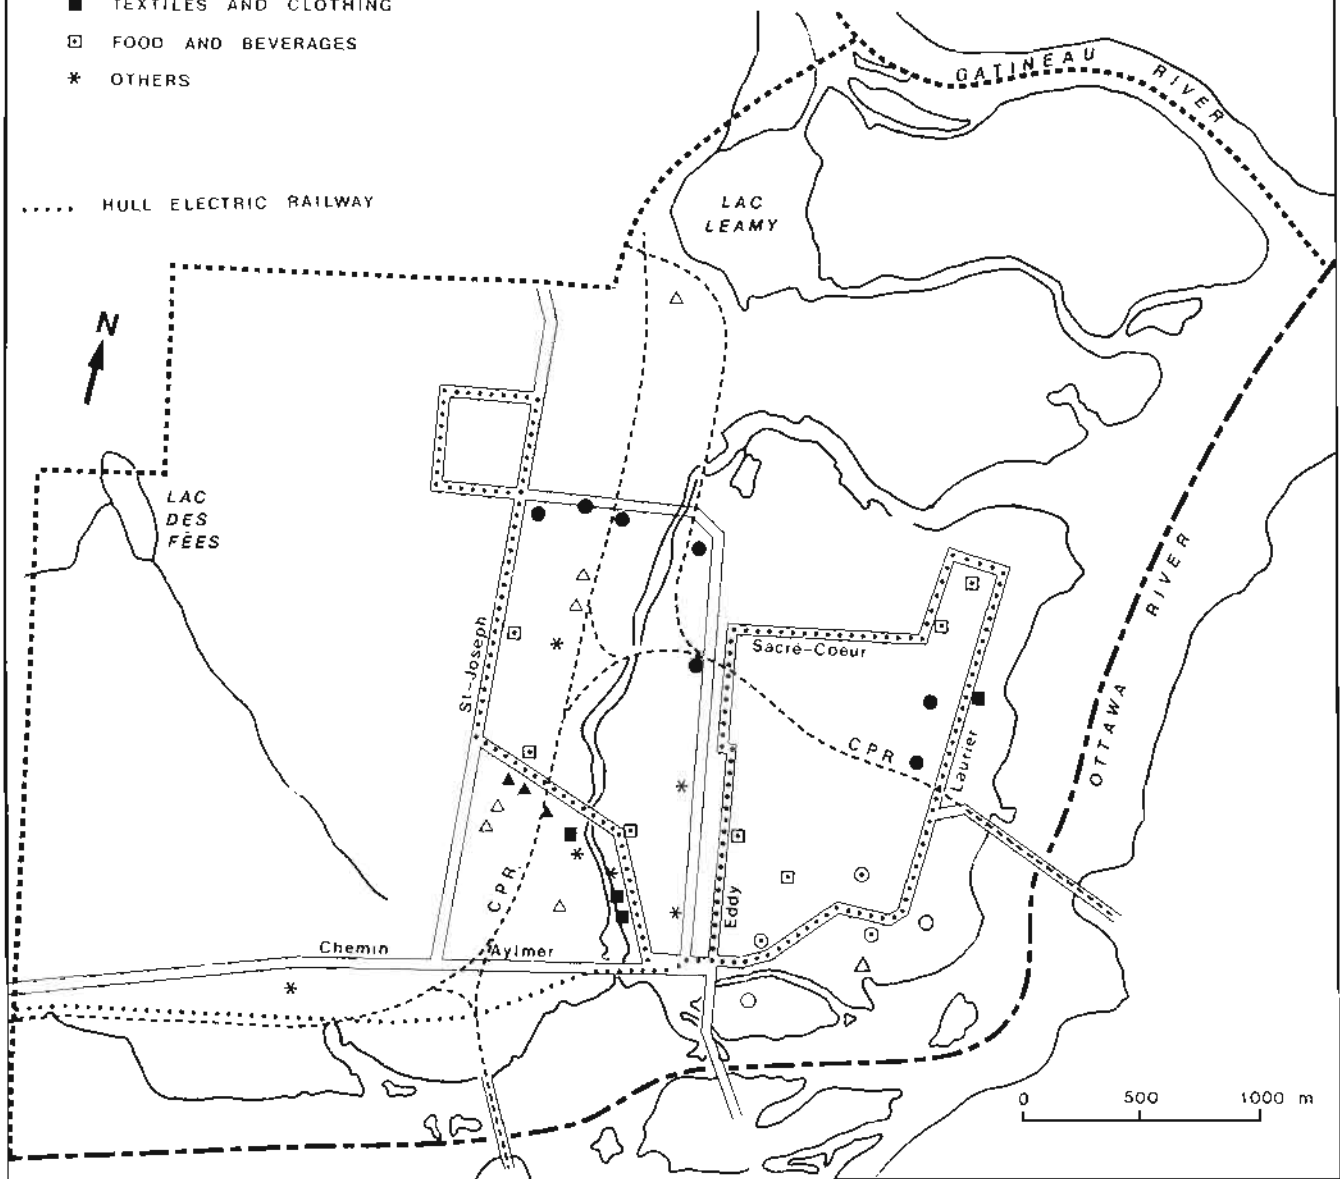 TEXTILES AND CLOTHING
FOOD AND BEVERAGES
OTHERS
HULL ELECTRIC RAILWAY
GATINEAU RIVER
LAC
LEAMY
N
LAC
DES
FÉES
St-Joseph
Sacré-Coeur
CPR
Laurier
OTTAWA RIVER
CPR
Eddy
Chemin Aylmer
0 500 1000 m